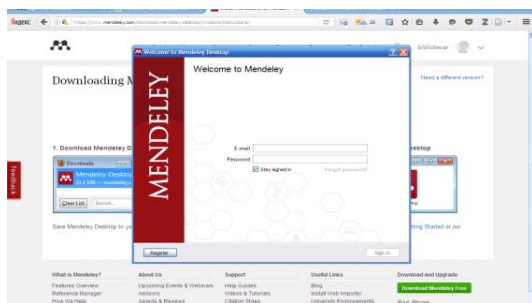 Яндекс
https://www.mendeley.com/download-mendeley-desktop/windows/instructions/
bibliotecar
Downloading M
Need a different version?
Welcome to Mendeley Desktop
MENDELEY
Welcome to Mendeley
E-mail
Password
Stay signed in
Forgot password?
Register
Sign In
Feedback
1. Download Mendeley D
esktop
Downloads
Mendeley-Desktop
Clear List
Search...
Save Mendeley Desktop to yo
tting Started or our
What is Mendeley?
Features Overview
Reference Manager
How We Help
About Us
Upcoming Events & Webinars
Advisors
Awards & Reviews
Support
Help Guides
Videos & Tutorials
Citation Styles
Useful Links
Blog
Install Web Importer
University Endorsements
Download and Upgrade
Download Mendeley Free
iPad, iPhone